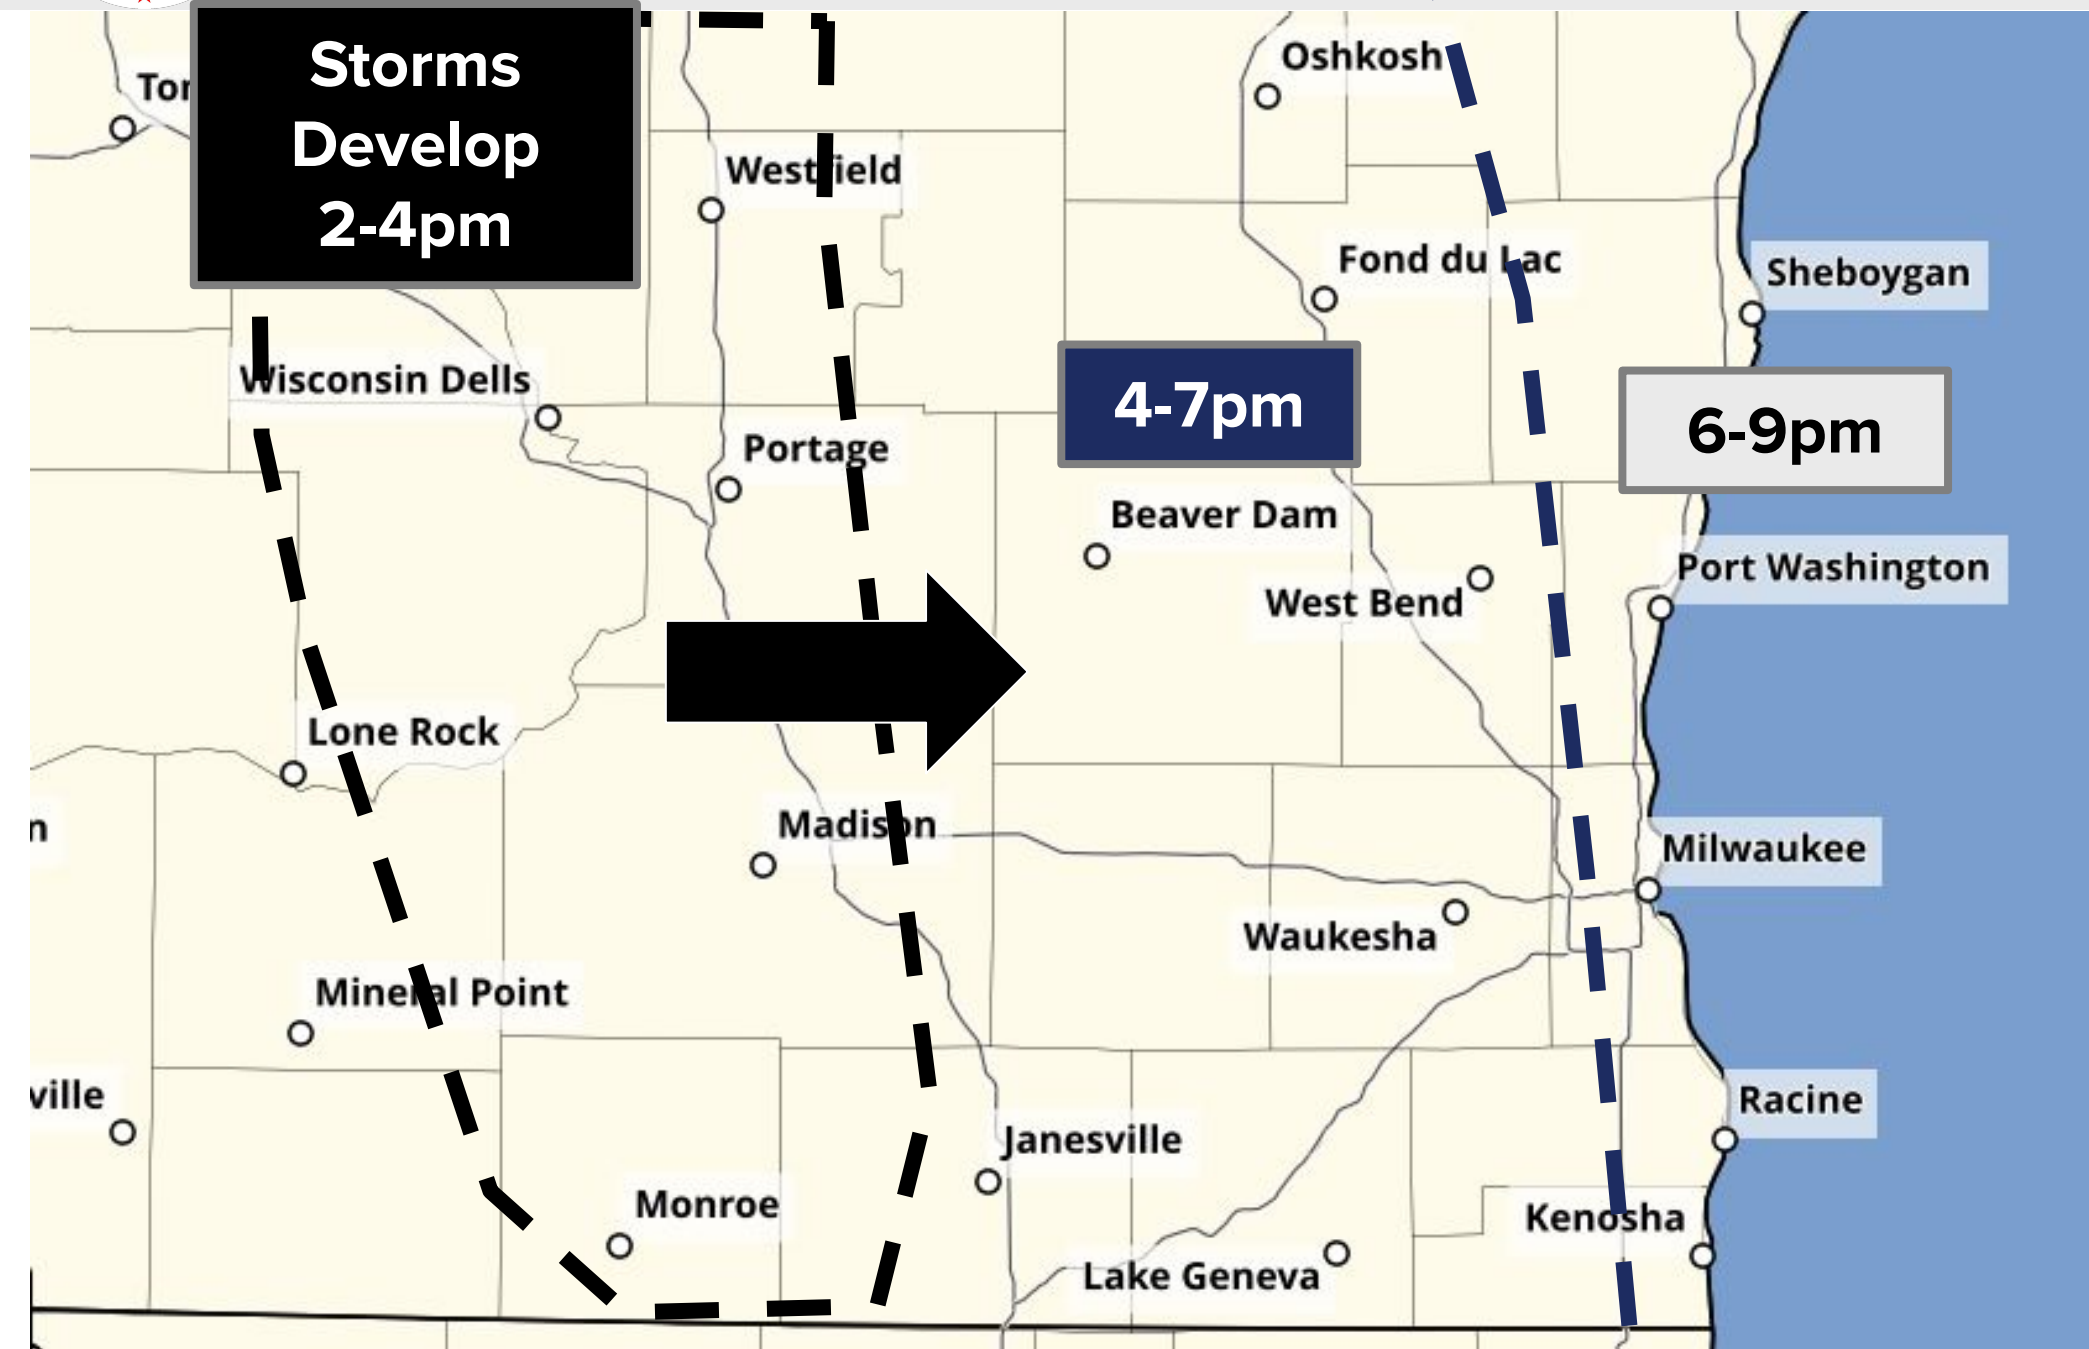 Storms
Develop
2-4pm
Oshkosh
Westfield
Fond du Lac
Sheboygan
Wisconsin Dells
4-7pm
6-9pm
Portage
Beaver Dam
Port Washington
West Bend
Lone Rock
Madison
Milwaukee
Waukesha
Mineral Point
ville
Racine
Janesville
Monroe
Kenosha
Lake Geneva